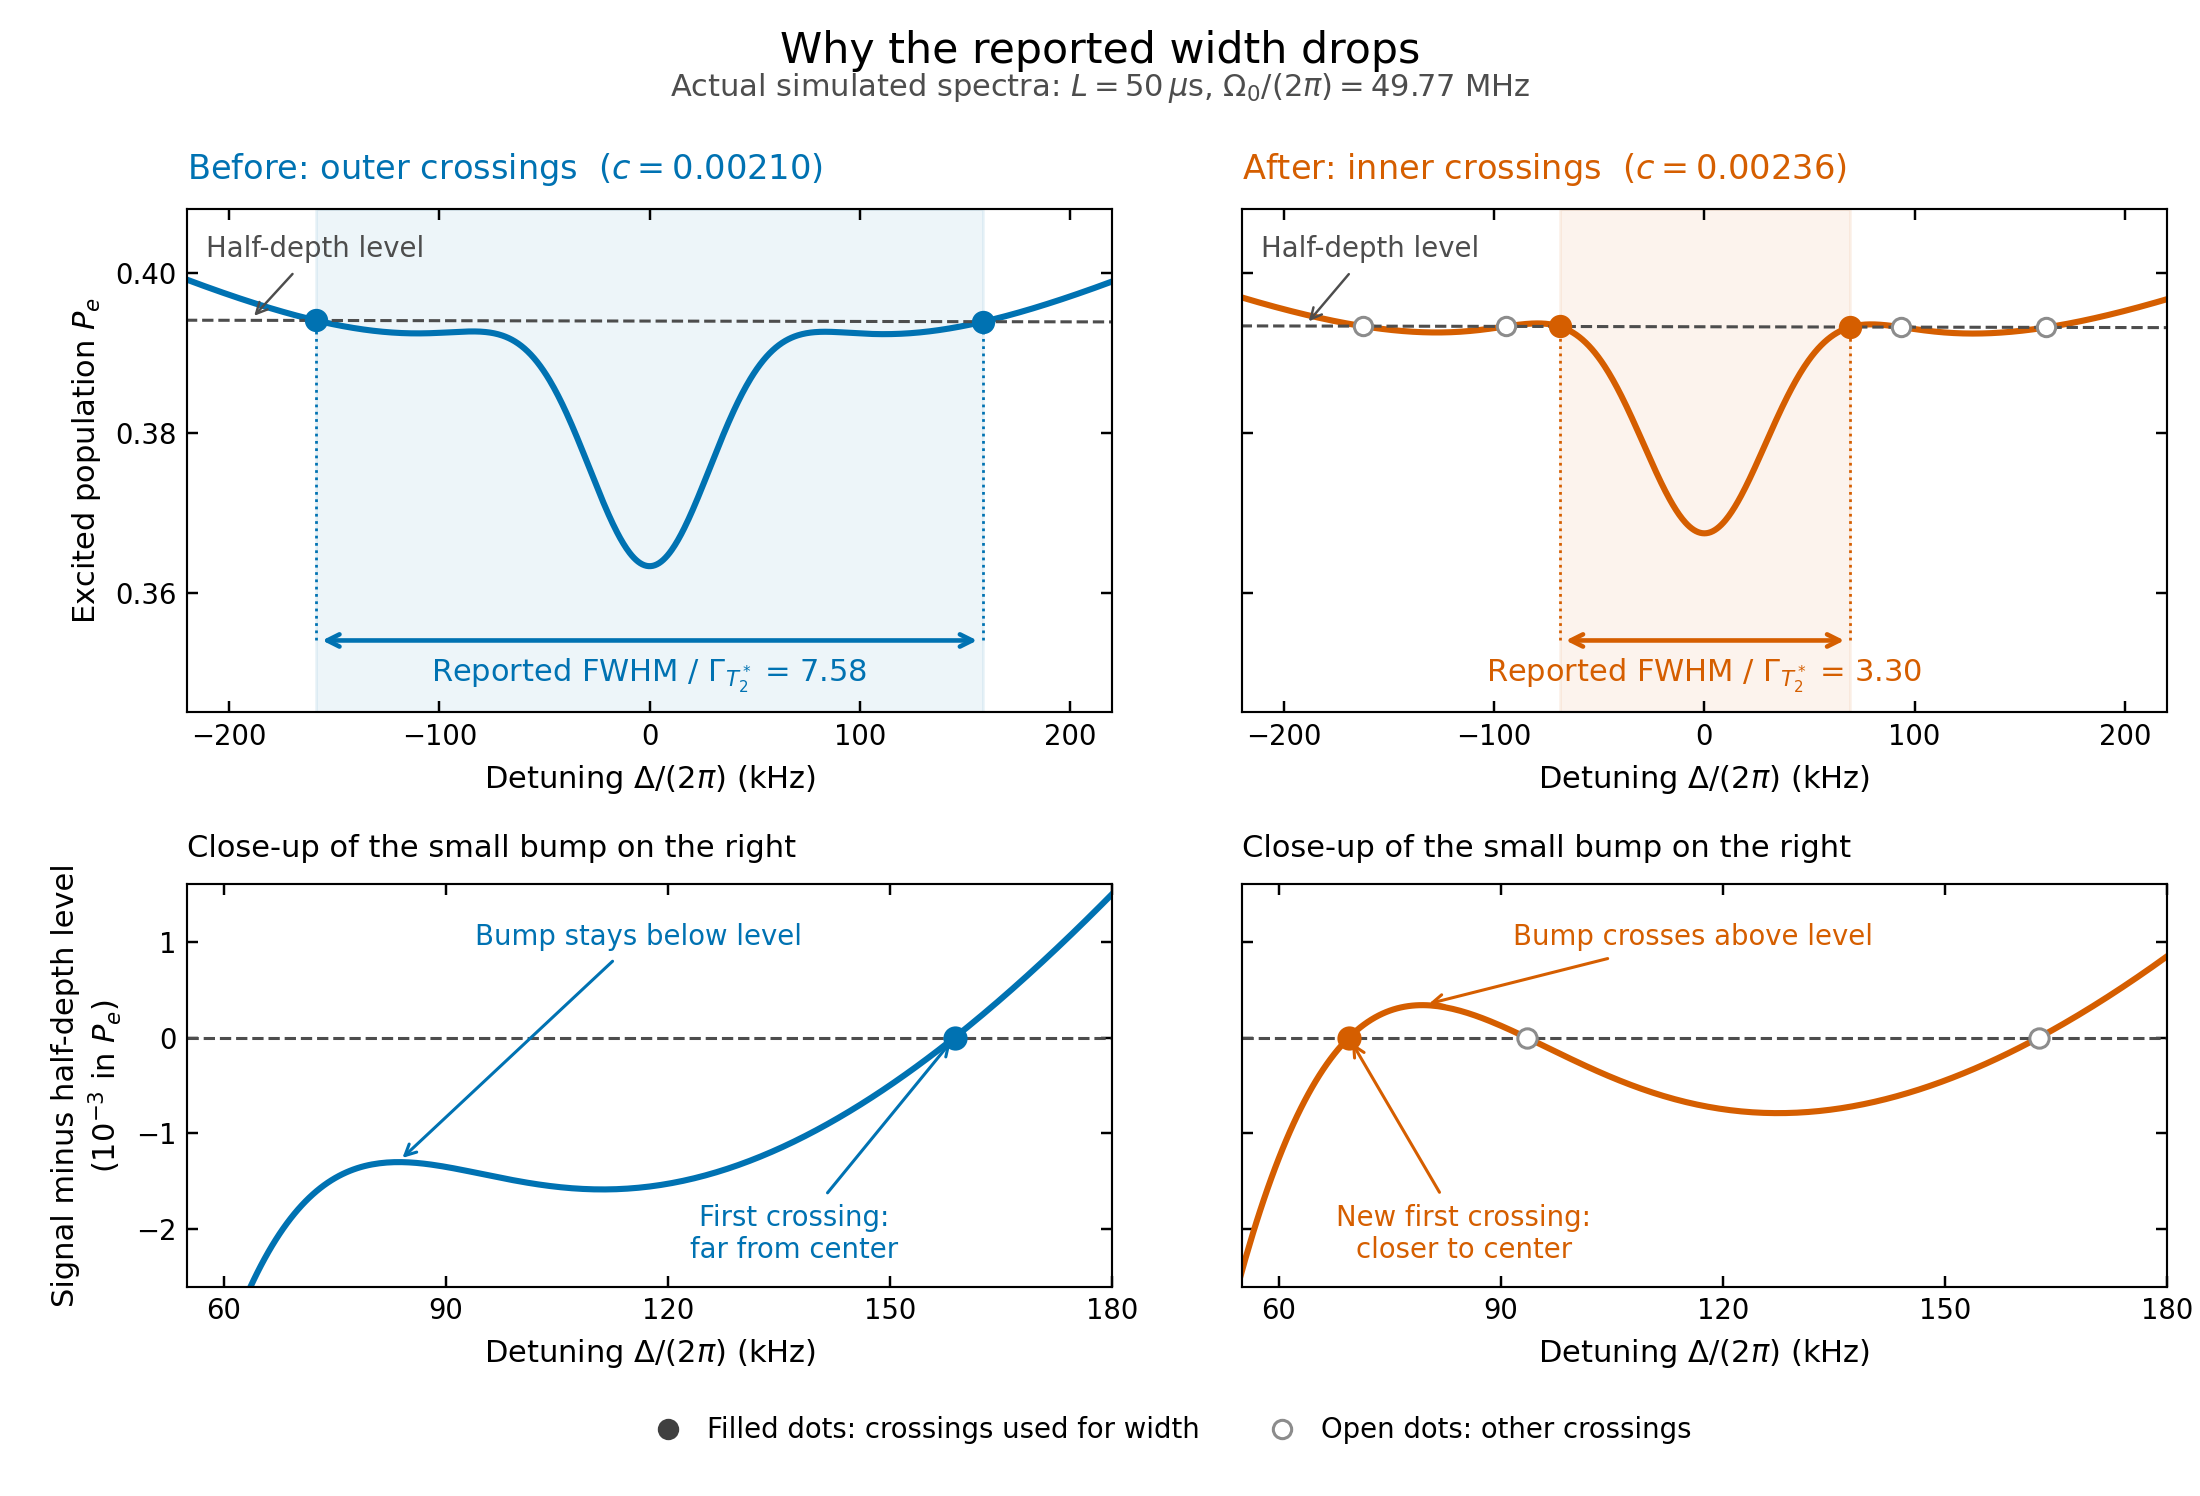 Why the reported width drops
Actual simulated spectra: L = 50 μs, Ω₀/(2π) = 49.77 MHz
Before: outer crossings (c = 0.00210)
Half-depth level
Excited population Pₑ
0.40
0.38
0.36
Reported FWHM / Γ_{T₂*} = 7.58
−200 −100 0 100 200
Detuning Δ/(2π) (kHz)
After: inner crossings (c = 0.00236)
Half-depth level
Reported FWHM / Γ_{T₂*} = 3.30
−200 −100 0 100 200
Detuning Δ/(2π) (kHz)
Close-up of the small bump on the right
Signal minus half-depth level
(10⁻³ in Pₑ)
1
0
−1
−2
Bump stays below level
First crossing:
far from center
60 90 120 150 180
Detuning Δ/(2π) (kHz)
Close-up of the small bump on the right
Bump crosses above level
New first crossing:
closer to center
60 90 120 150 180
Detuning Δ/(2π) (kHz)
Filled dots: crossings used for width
Open dots: other crossings